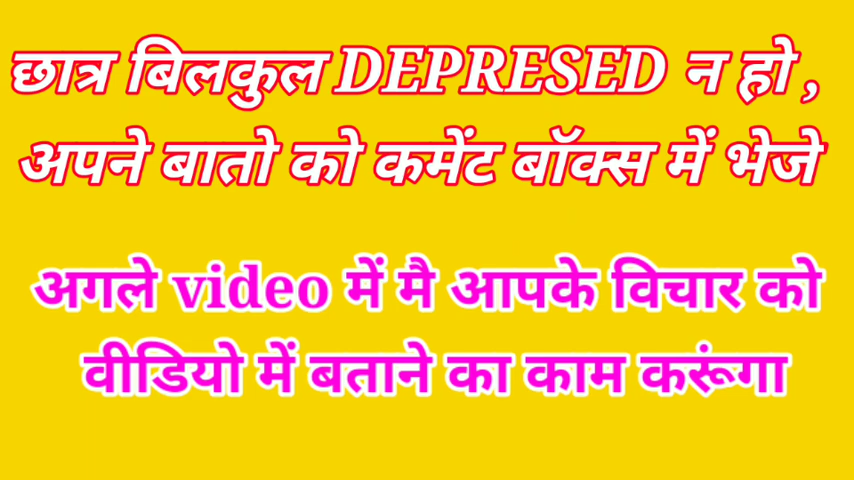 छात्र बिलकुल DEPRESED न हो ,
अपने बातो को कमेंट बॉक्स में भेजे
अगले video में मै आपके विचार को
वीडियो में बताने का काम करूंगा